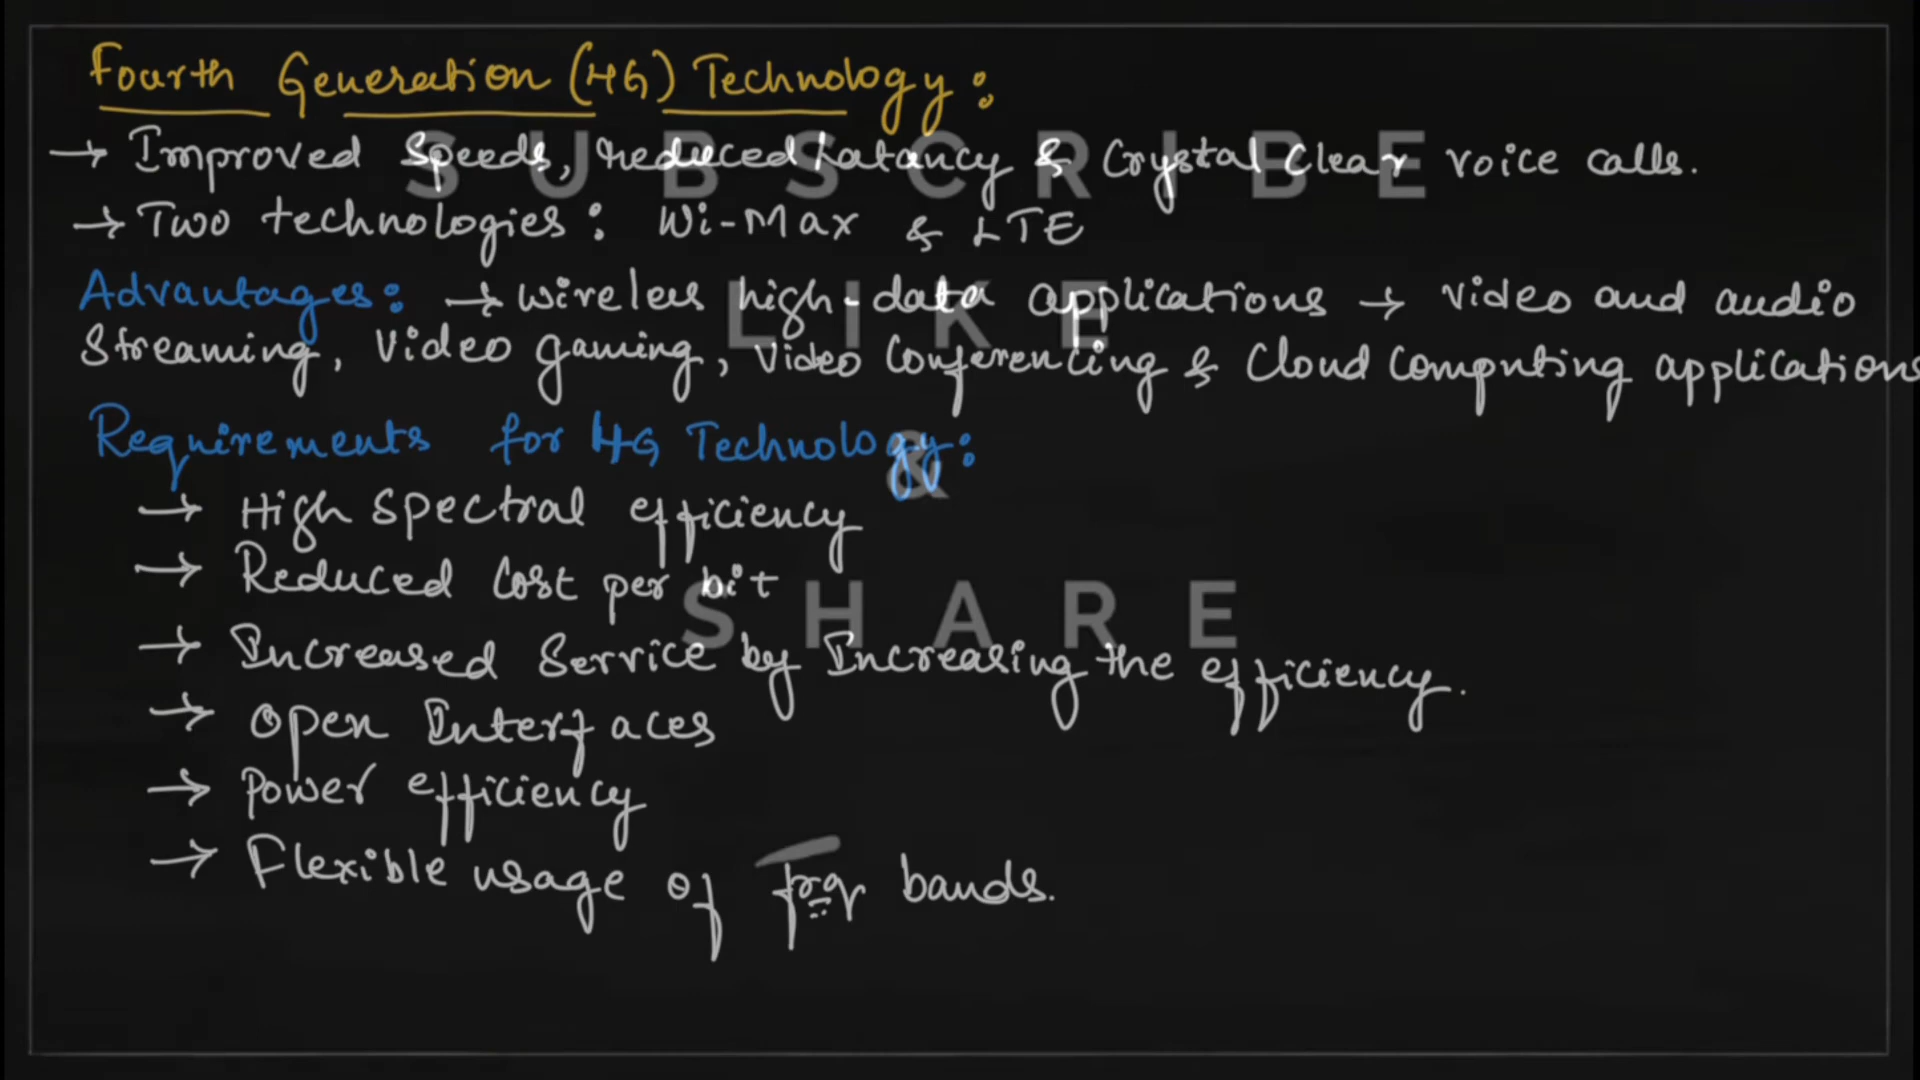 Fourth Generation (4G) Technology:
→ Improved Speeds, reduced Latancy & Crystal Clear voice calls.
SUBSCRIBE
→ Two technologies: Wi-Max & LTE
Advantages: → wireless high-data applications → video and audio
LIKE
Streaming, Video gaming, Video Conferencing & Cloud Computing applications
Requirements for 4G Technology:
&
→ High Spectral efficiency
→ Reduced Cost per bit
SHARE
→ Increased Service by Increasing the efficiency.
→ Open Interfaces
→ Power efficiency
→ Flexible usage of frq bands.